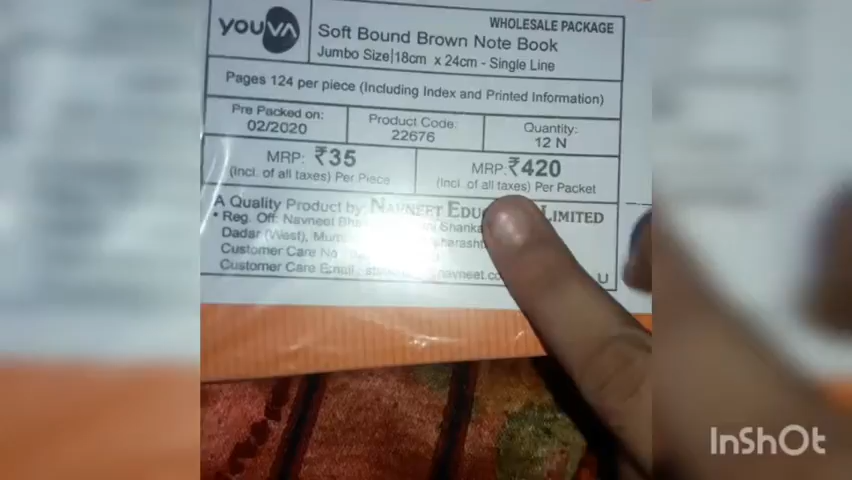 youVA
WHOLESALE PACKAGE
Soft Bound Brown Note Book
Jumbo Size|18cm x 24cm - Single Line
Pages 124 per piece (Including Index and Printed Information)
Pre Packed on:
02/2020
Product Code:
22676
Quantity:
12 N
MRP: ₹35
(Incl. of all taxes) Per Piece
MRP:₹420
(Incl. of all taxes) Per Packet
A Quality Product by NAVNEET LIMITED
• Reg. Off: Navneet
Dadar (West),
Customer Care No
Customer Care Email
U
InShOt